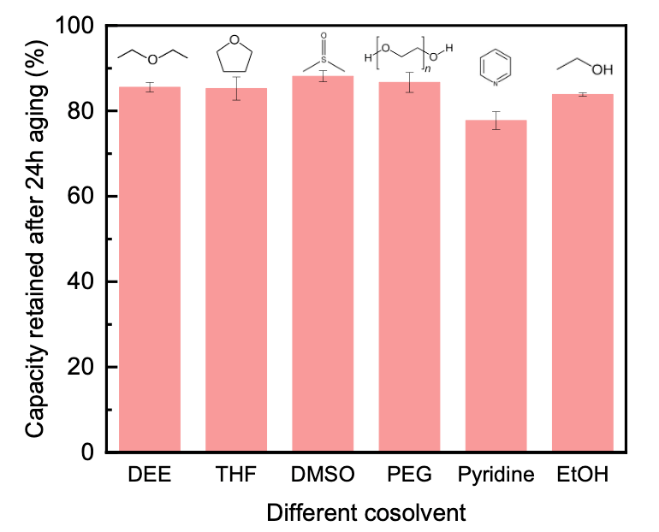 Capacity retained after 24h aging (%)
100
80
60
40
20
0
O
O
O
S
H
O
O
H
n
N
OH
DEE THF DMSO PEG Pyridine EtOH
Different cosolvent